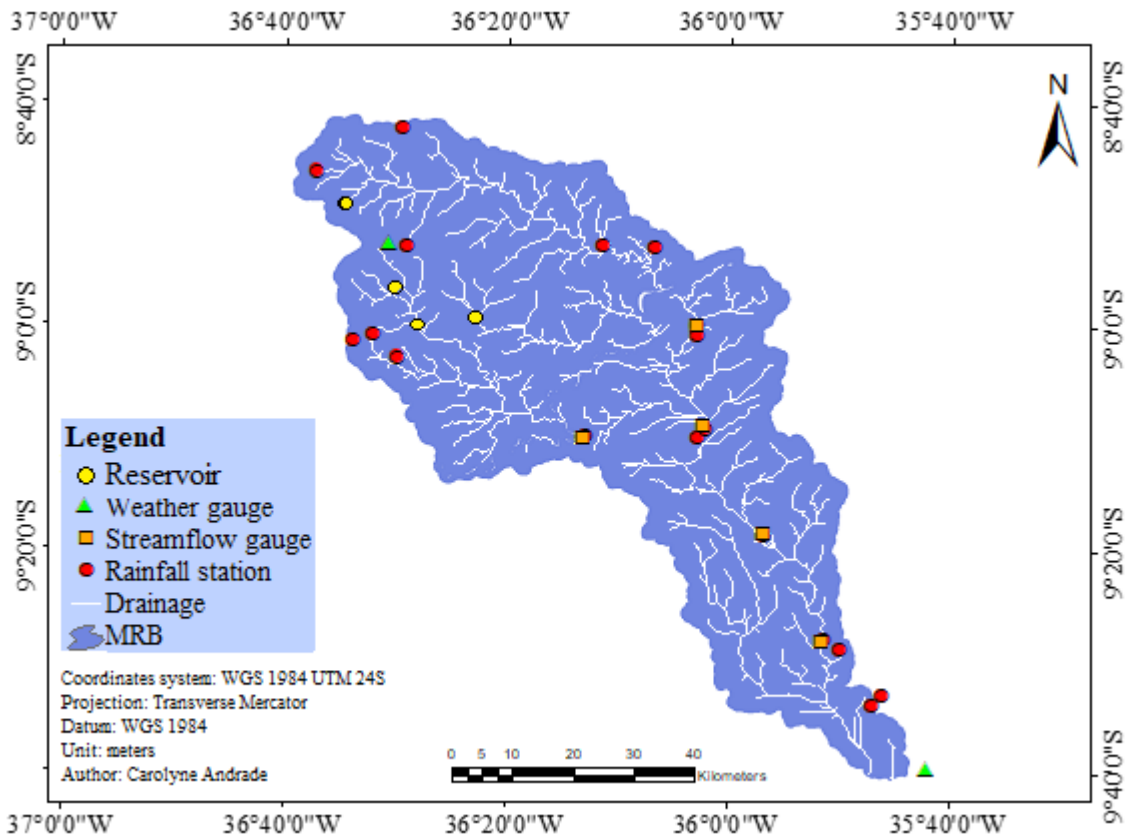 37°0'0"W 36°40'0"W 36°20'0"W 36°0'0"W 35°40'0"W
N
8°40'0"S 8°40'0"S
9°0'0"S 9°0'0"S
Legend
Reservoir
Weather gauge
Streamflow gauge
Rainfall station
Drainage
MRB
9°20'0"S 9°20'0"S
Coordinates system: WGS 1984 UTM 24S
Projection: Transverse Mercator
Datum: WGS 1984
Unit: meters
Author: Carolyne Andrade
0 5 10 20 30 40
Kilometers
9°40'0"S
37°0'0"W 36°40'0"W 36°20'0"W 36°0'0"W 35°40'0"W